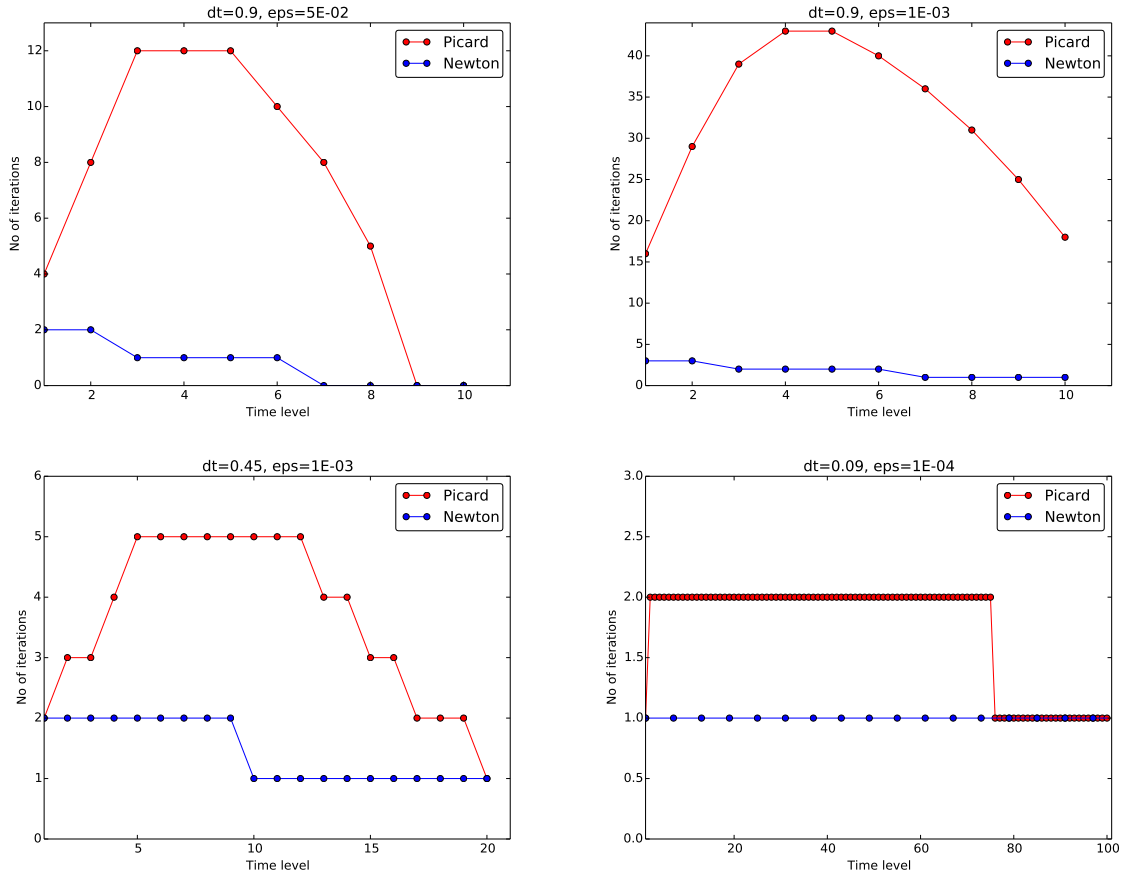 dt=0.9, eps=5E-02
Picard
Newton
No of iterations
12
10
8
6
4
2
0
2
4
6
8
10
Time level
dt=0.9, eps=1E-03
Picard
Newton
No of iterations
40
35
30
25
20
15
10
5
0
2
4
6
8
10
Time level
dt=0.45, eps=1E-03
Picard
Newton
No of iterations
6
5
4
3
2
1
0
5
10
15
20
Time level
dt=0.09, eps=1E-04
Picard
Newton
No of iterations
3.0
2.5
2.0
1.5
1.0
0.5
0.0
20
40
60
80
100
Time level